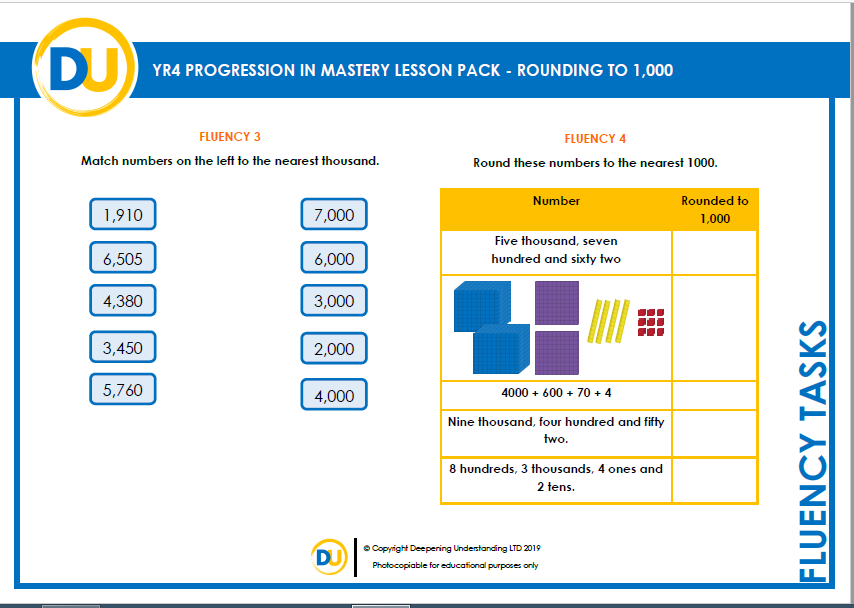 DU
YR4 PROGRESSION IN MASTERY LESSON PACK - ROUNDING TO 1,000
FLUENCY 3
Match numbers on the left to the nearest thousand.
1,910
7,000
6,505
6,000
4,380
3,000
3,450
2,000
5,760
4,000
FLUENCY 4
Round these numbers to the nearest 1000.
Number
Rounded to
1,000
Five thousand, seven
hundred and sixty two
4000 + 600 + 70 + 4
Nine thousand, four hundred and fifty
two.
8 hundreds, 3 thousands, 4 ones and
2 tens.
FLUENCY TASKS
DU
© Copyright Deepening Understanding LTD 2019
Photocopiable for educational purposes only